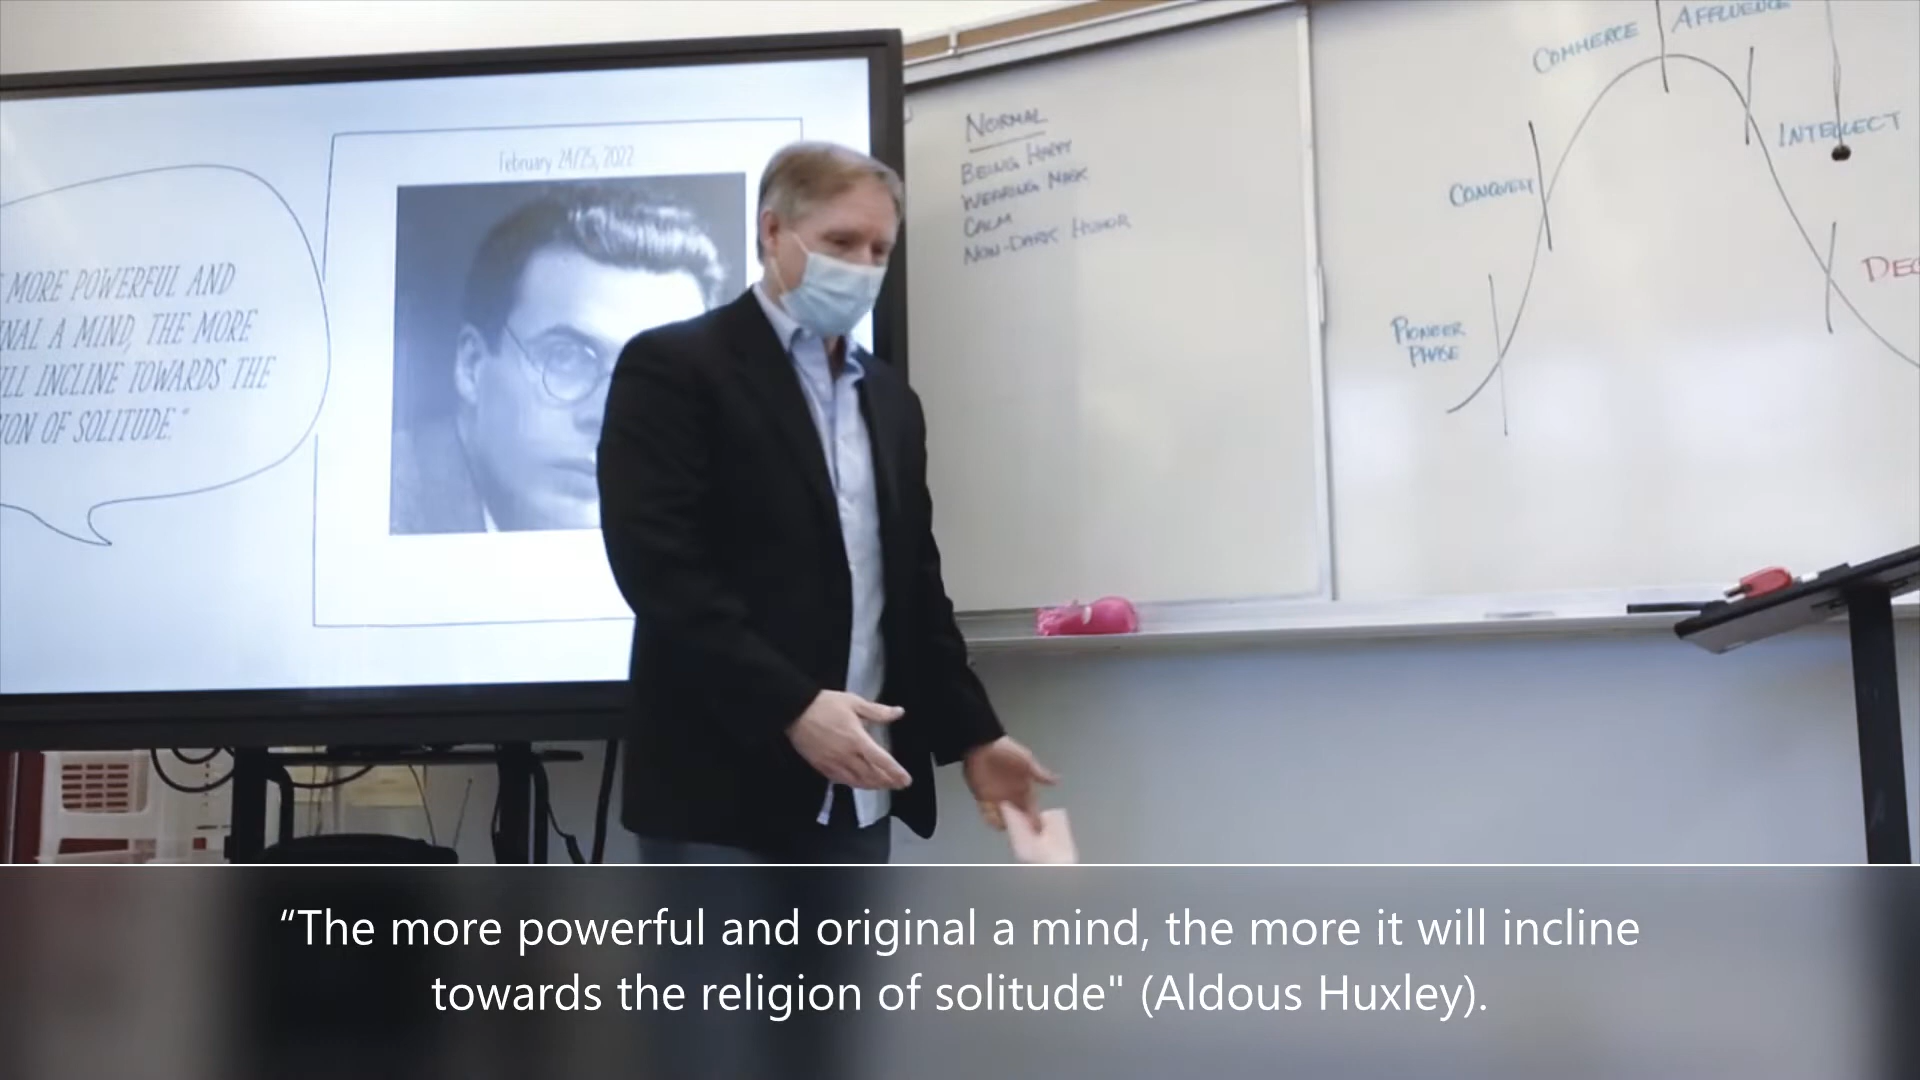 MORE POWERFUL AND
NAL A MIND, THE MORE
LL INCLINE TOWARDS THE
ION OF SOLITUDE."
February 24/25, 2022
NORMAL
BEING HAPPY
WEARING MASK
CALM
NON-DARK HUMOR
PIONEER
PHASE
CONQUEST
COMMERCE
AFFLUENCE
INTELLECT
DEC
“The more powerful and original a mind, the more it will incline
towards the religion of solitude" (Aldous Huxley).